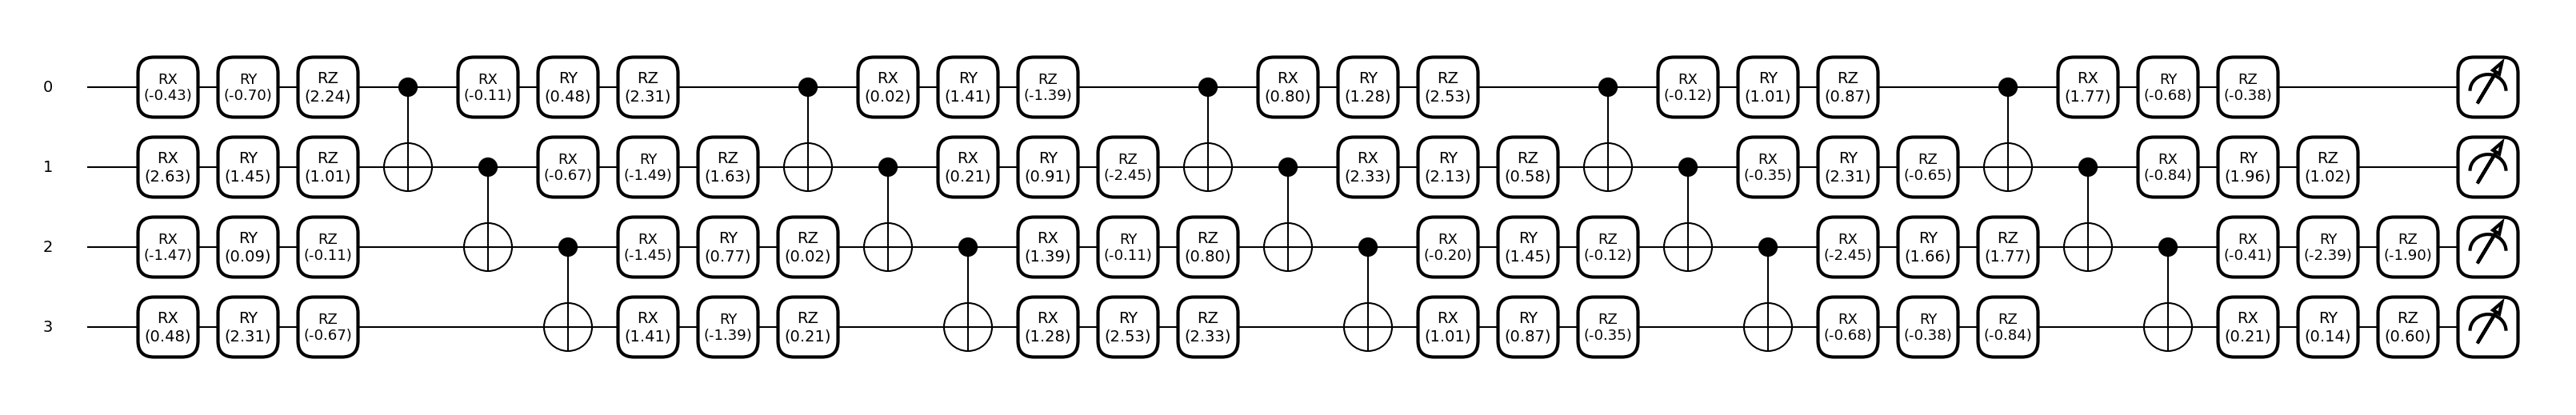 0 RX (-0.43) RY (-0.70) RZ (2.24) RX (-0.11) RY (0.48) RZ (2.31) RX (0.02) RY (1.41) RZ (-1.39) RX (0.80) RY (1.28) RZ (2.53) RX (-0.12) RY (1.01) RZ (0.87) RX (1.77) RY (-0.68) RZ (-0.38)
1 RX (2.63) RY (1.45) RZ (1.01) RX (-0.67) RY (-1.49) RZ (1.63) RX (0.21) RY (0.91) RZ (-2.45) RX (2.33) RY (2.13) RZ (0.58) RX (-0.35) RY (2.31) RZ (-0.65) RX (-0.84) RY (1.96) RZ (1.02)
2 RX (-1.47) RY (0.09) RZ (-0.11) RX (-1.45) RY (0.77) RZ (0.02) RX (1.39) RY (-0.11) RZ (0.80) RX (-0.20) RY (1.45) RZ (-0.12) RX (-2.45) RY (1.66) RZ (1.77) RX (-0.41) RY (-2.39) RZ (-1.90)
3 RX (0.48) RY (2.31) RZ (-0.67) RX (1.41) RY (-1.39) RZ (0.21) RX (1.28) RY (2.53) RZ (2.33) RX (1.01) RY (0.87) RZ (-0.35) RX (-0.68) RY (-0.38) RZ (-0.84) RX (0.21) RY (0.14) RZ (0.60)